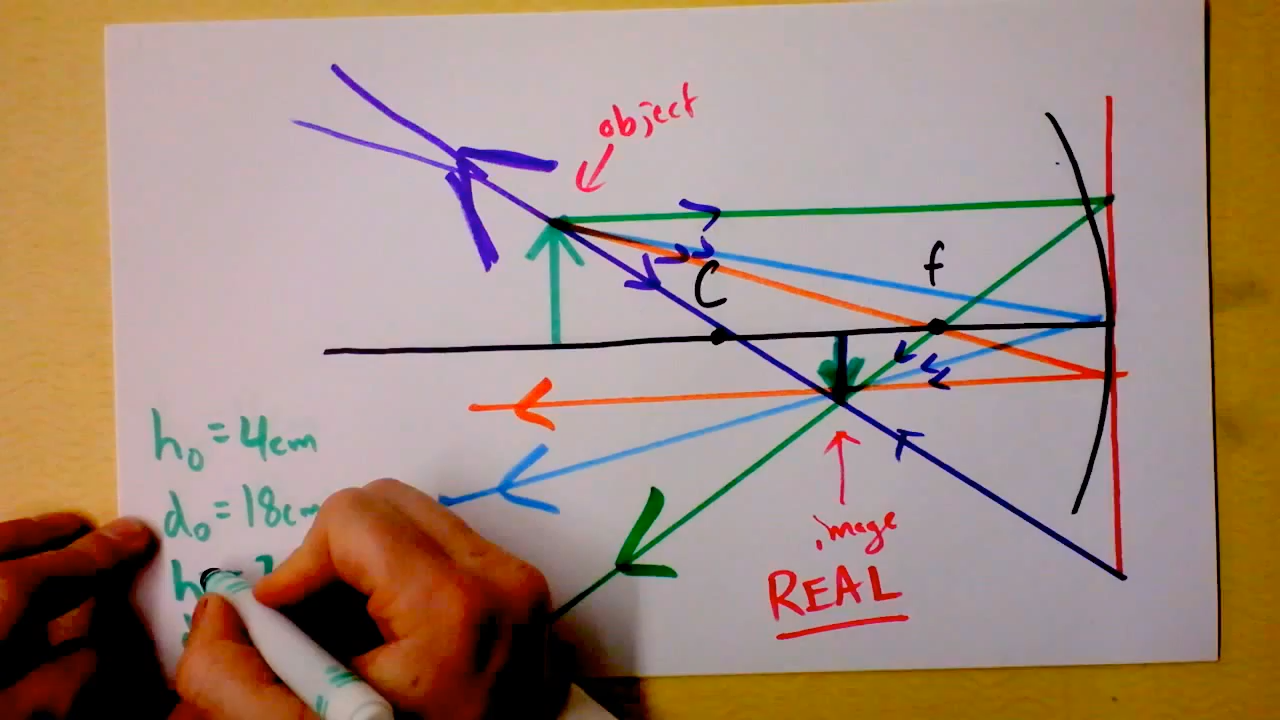 object
C
f
h₀ = 4cm
d₀ = 18cm
image
REAL